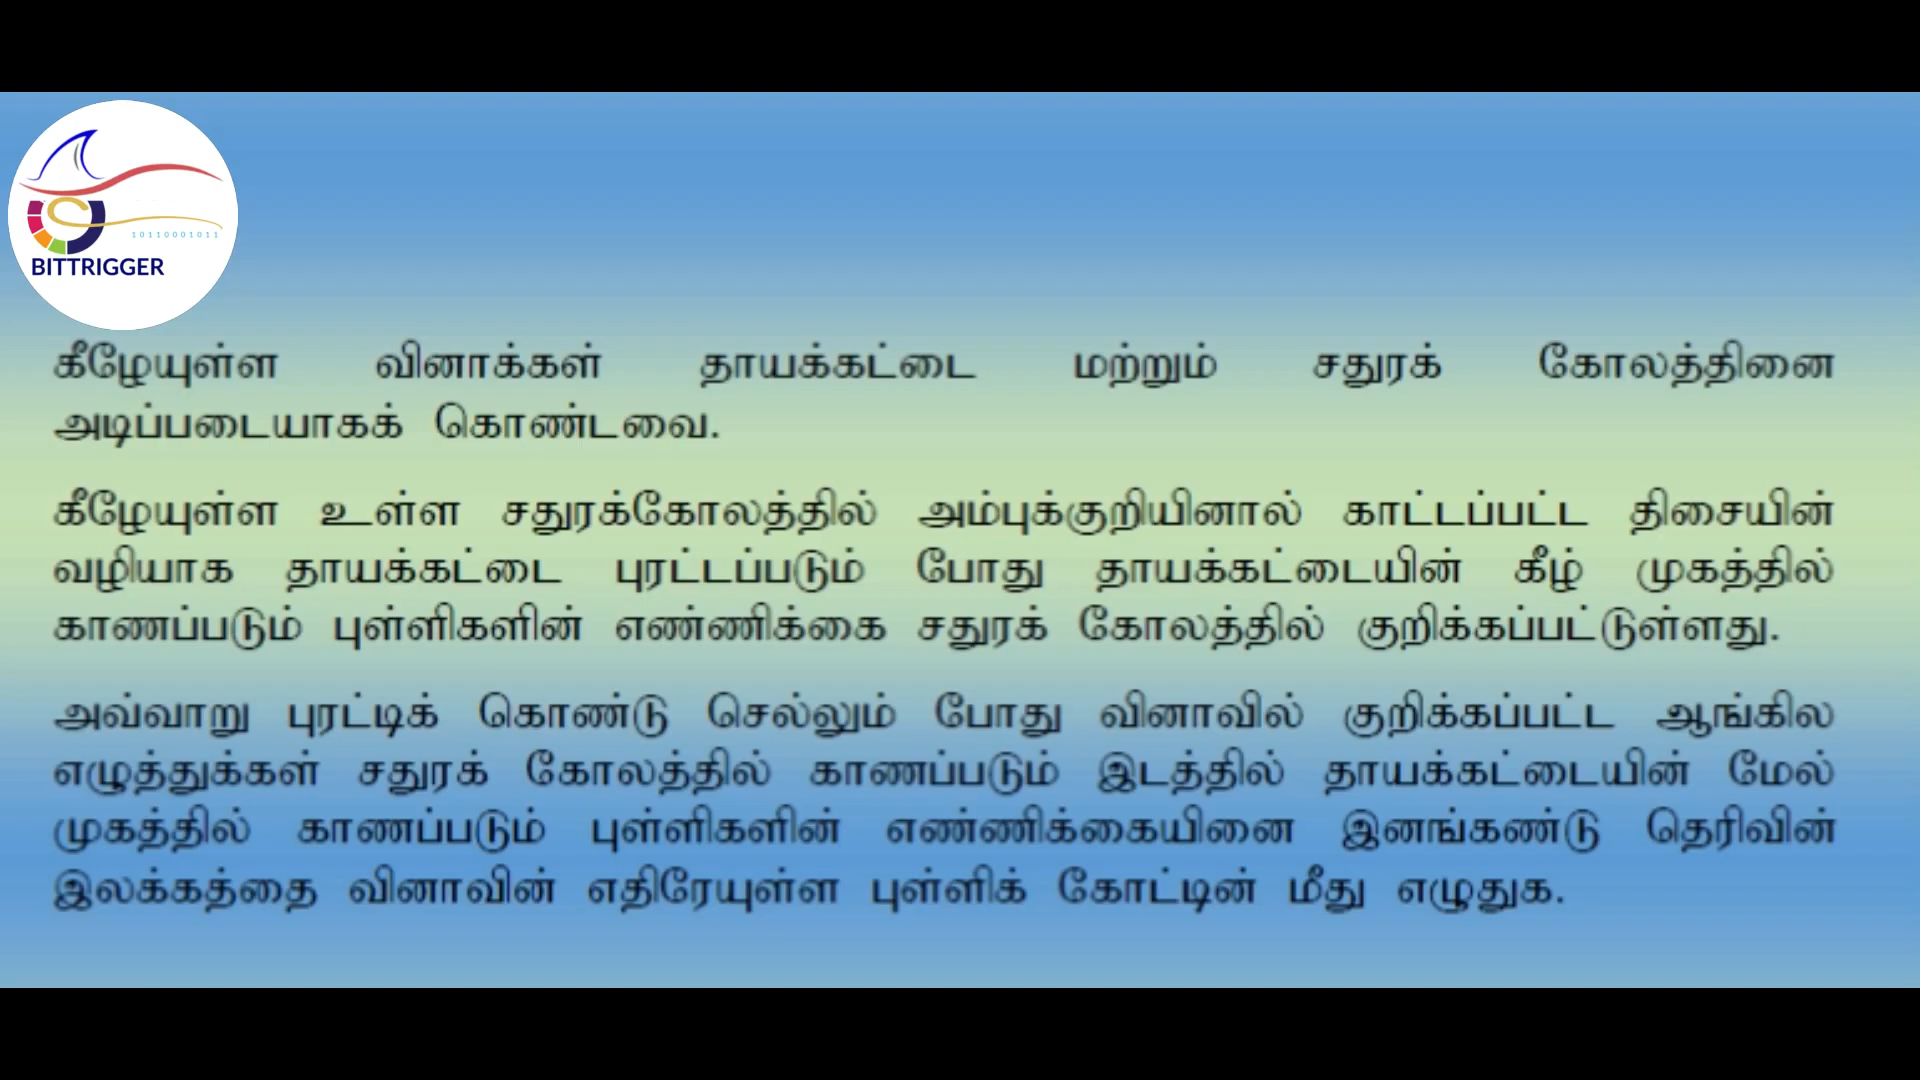 10110001011
BITTRIGGER
கீழேயுள்ள வினாக்கள் தாயக்கட்டை மற்றும் சதுரக் கோலத்தினை
அடிப்படையாகக் கொண்டவை.
கீழேயுள்ள உள்ள சதுரக்கோலத்தில் அம்புக்குறியினால் காட்டப்பட்ட திசையின்
வழியாக தாயக்கட்டை புரட்டப்படும் போது தாயக்கட்டையின் கீழ் முகத்தில்
காணப்படும் புள்ளிகளின் எண்ணிக்கை சதுரக் கோலத்தில் குறிக்கப்பட்டுள்ளது.
அவ்வாறு புரட்டிக் கொண்டு செல்லும் போது வினாவில் குறிக்கப்பட்ட ஆங்கில
எழுத்துக்கள் சதுரக் கோலத்தில் காணப்படும் இடத்தில் தாயக்கட்டையின் மேல்
முகத்தில் காணப்படும் புள்ளிகளின் எண்ணிக்கையினை இனங்கண்டு தெரிவின்
இலக்கத்தை வினாவின் எதிரேயுள்ள புள்ளிக் கோட்டின் மீது எழுதுக.